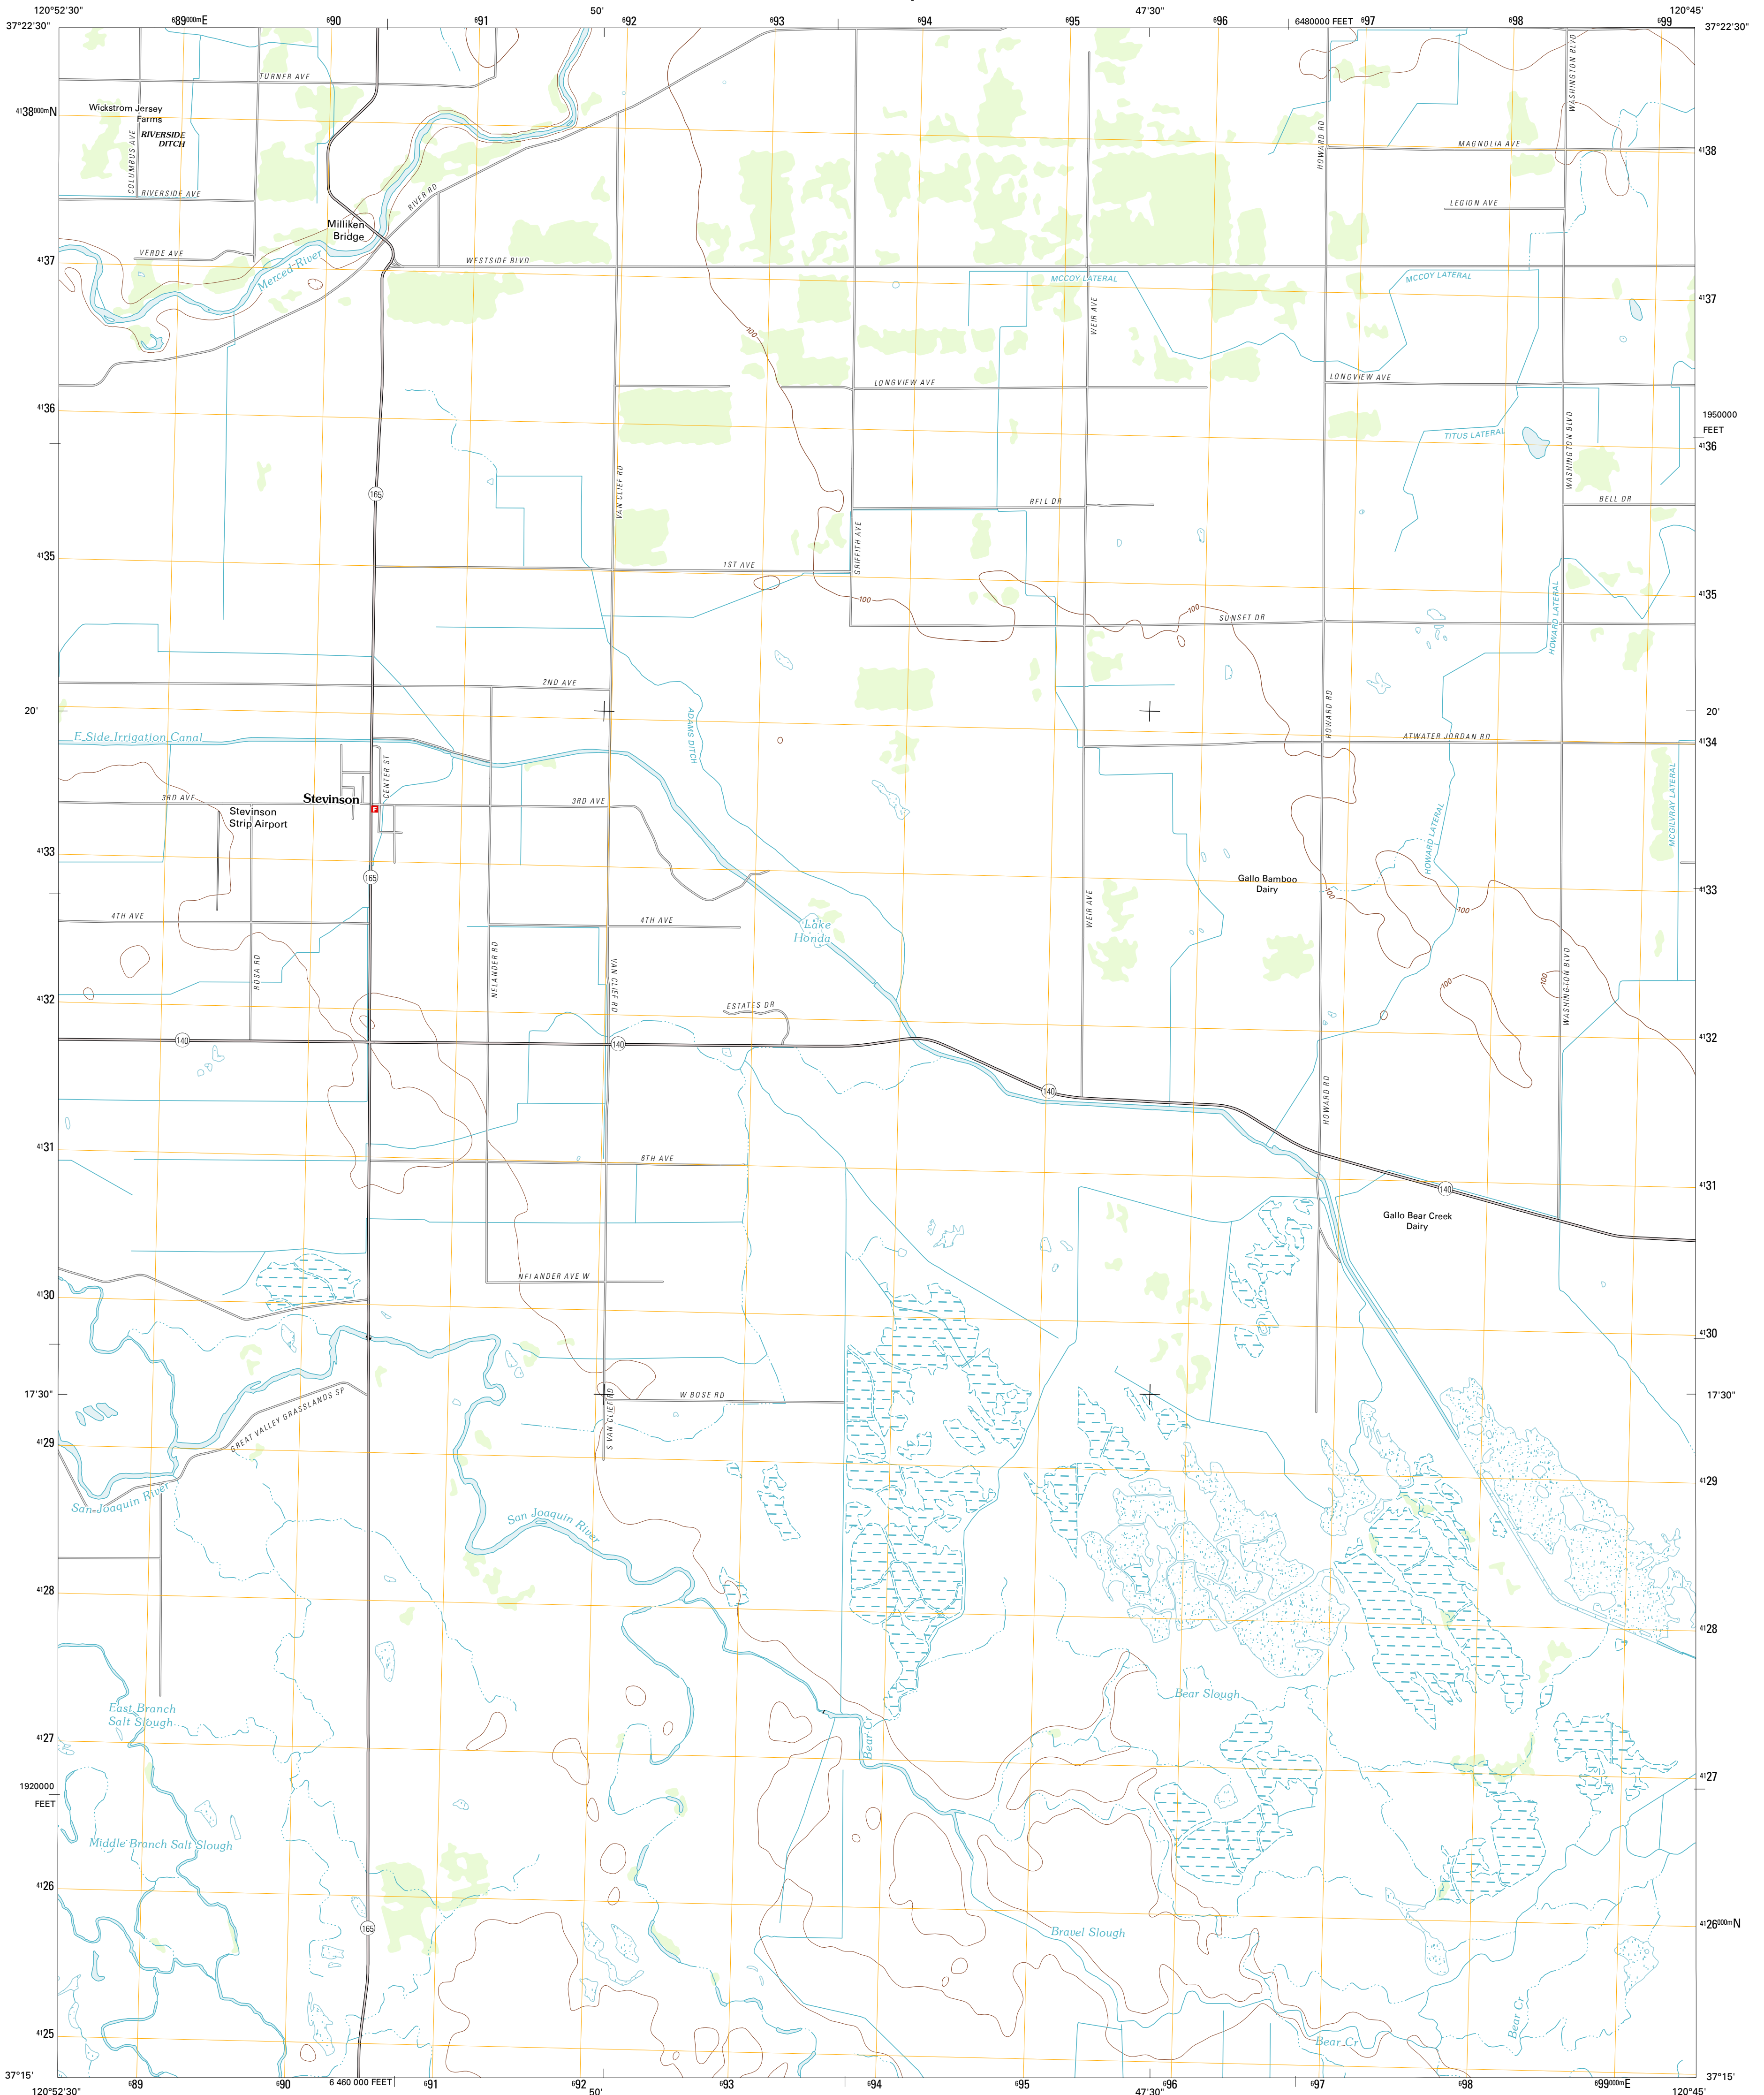 120°52'30"
689000mE
690
691
50'
692
693
694
695
47'30"
696
6480000 FEET
697
698
699
120°45'
37°22'30"
37°22'30"
TURNER AVE
WASHINGTON BLVD
Wickstrom Jersey
Farms
4138000mN
RIVERSIDE
DITCH
COLUMBUS AVE
HOWARD RD
MAGNOLIA AVE
4138
RIVERSIDE AVE
RIVER RD
LEGION AVE
Milliken
Bridge
VERDE AVE
4137
Merced River
WESTSIDE BLVD
MCCOY LATERAL
MCCOY LATERAL
4137
WEIR AVE
100
LONGVIEW AVE
LONGVIEW AVE
4136
1950000
FEET
TITUS LATERAL
WASHINGTON BLVD
4136
165
VAN CLIEF RD
BELL DR
BELL DR
GRIFFITH AVE
4135
1ST AVE
100
100
4135
SUNSET DR
HOWARD LATERAL
2ND AVE
20'
ADAMS DITCH
HOWARD RD
20'
E Side Irrigation Canal
ATWATER JORDAN RD
4134
CENTER ST
3RD AVE
Stevinson
F
3RD AVE
Stevinson
Strip Airport
MCGILVRAY LATERAL
HOWARD LATERAL
4133
165
Gallo Bamboo
Dairy
100
4133
4TH AVE
4TH AVE
WEIR AVE
100
Lake
Honda
ROSA RD
NELANDER RD
VAN CLIEF RD
100
100
WASHINGTON BLVD
4132
ESTATES DR
140
140
4132
140
HOWARD RD
4131
6TH AVE
140
4131
Gallo Bear Creek
Dairy
NELANDER AVE W
4130
4130
17'30"
GREAT VALLEY GRASSLANDS SP
S VAN CLIEF RD
W BOSE RD
17'30"
4129
4129
San Joaquin River
San Joaquin River
4128
4128
East Branch
Salt Slough
Bear Slough
4127
Bear Cr
4127
1920000
FEET
Middle Branch Salt Slough
4126
165
Bravel Slough
4126000mN
4125
Bear Cr
Bear Cr
37°15'
37°15'
120°52'30"
689
690
6 460 000 FEET
691
692
50'
693
694
695
47'30"
696
697
698
699000mE
120°45'